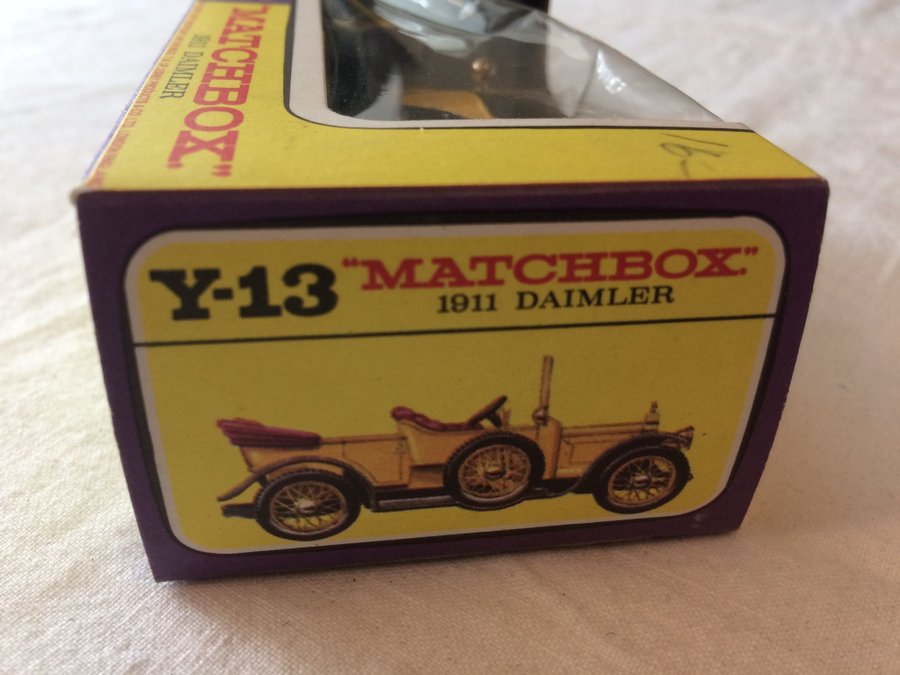 Y-13 "MATCHBOX."
1911 DAIMLER
"MATCHBOX."
1911 DAIMLER